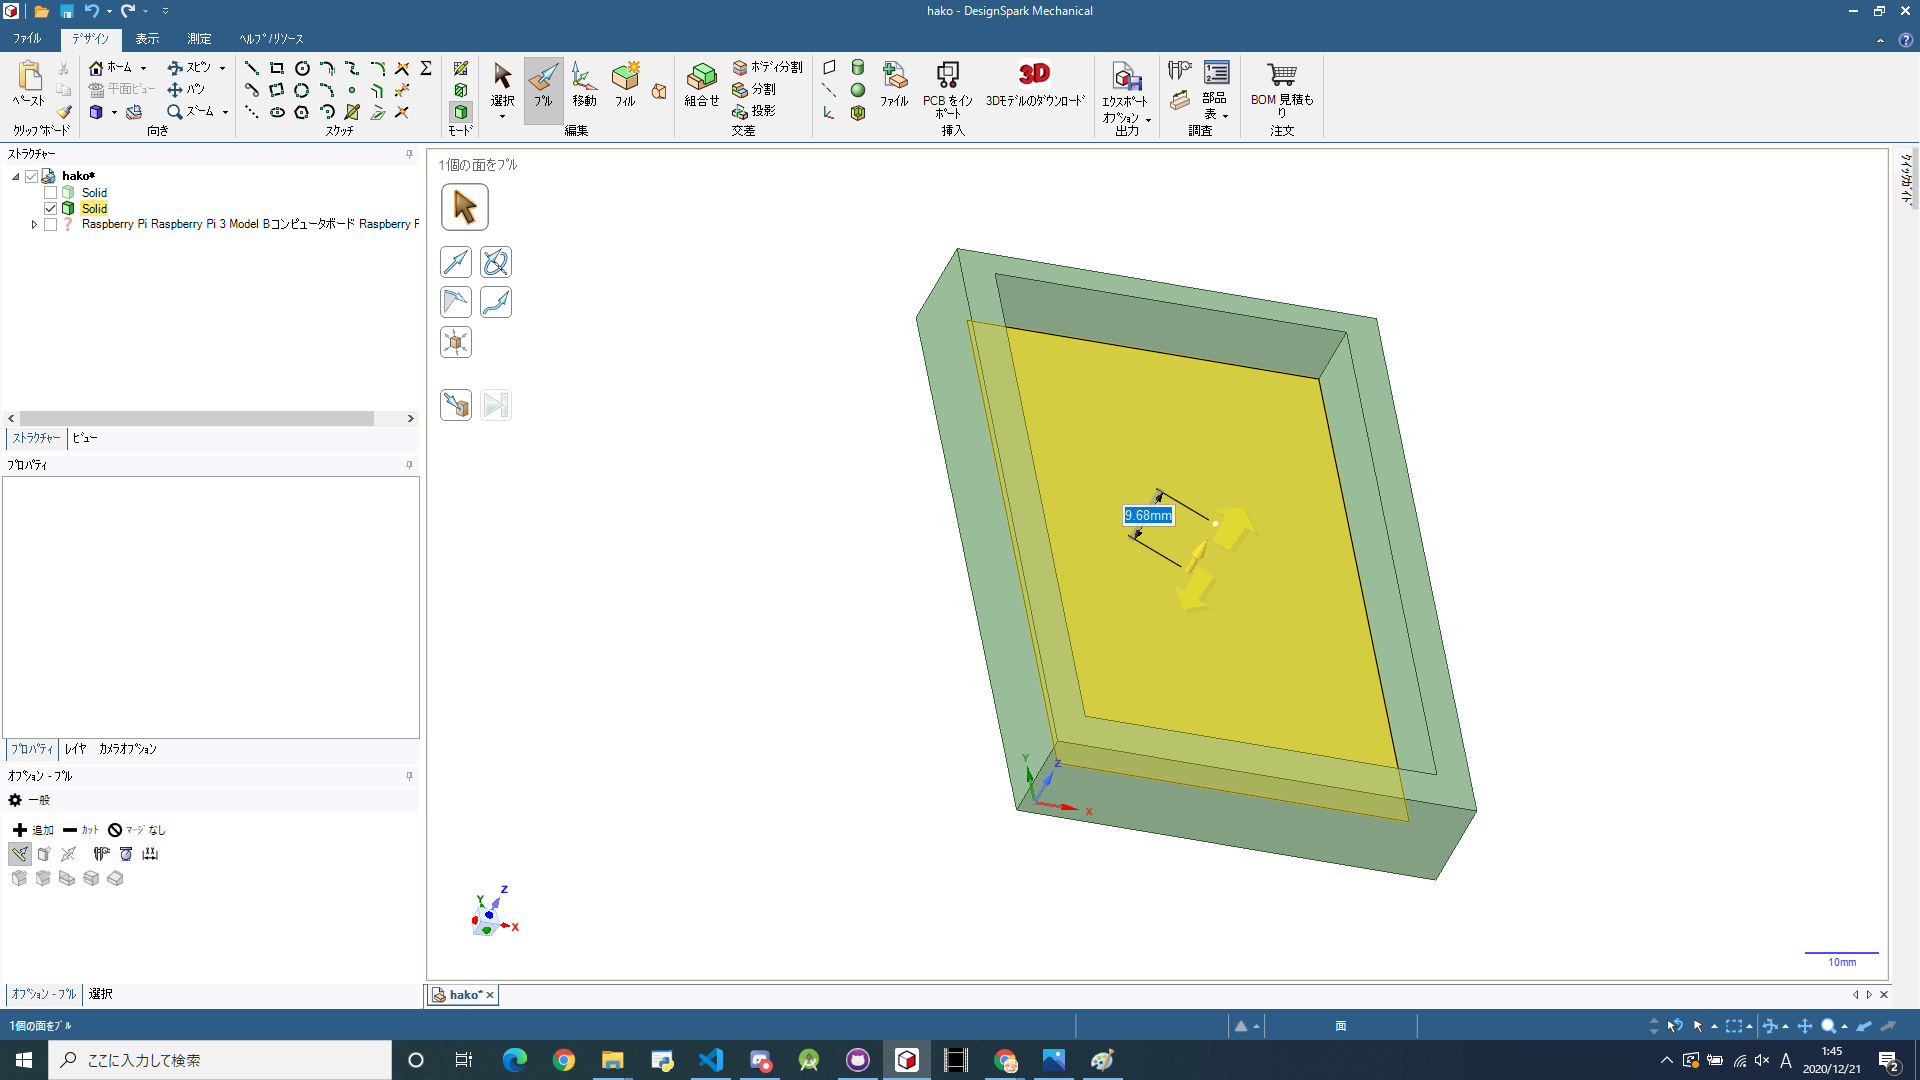 hako - DesignSpark Mechanical
ファイル デザイン 表示 測定 ヘルプ/リソース
ペースト
クリップボード
ホーム スピン
平面ビュー パン
ズーム
向き
スケッチ
モード
選択 プル 移動 フィル
編集
組合せ
ボディ分割
分割
投影
交差
ファイル
PCB をインポート
3Dモデルのダウンロード
3D
挿入
エクスポート
オプション
出力
部品
表
調査
BOM 見積も
り
注文
ストラクチャー
hako*
Solid
Solid
Raspberry Pi Raspberry Pi 3 Model Bコンピュータボード Raspberry P
ストラクチャー ビュー
プロパティ
プロパティ レイヤ カメラオプション
オプション - プル
一般
追加 カット マージなし
オプション - プル 選択
1個の面をプル
9.68mm
Y Z X
Y Z X
10mm
クイックガイド
hako*
1個の面をプル
面
ここに入力して検索
A
1:45
2020/12/21
2